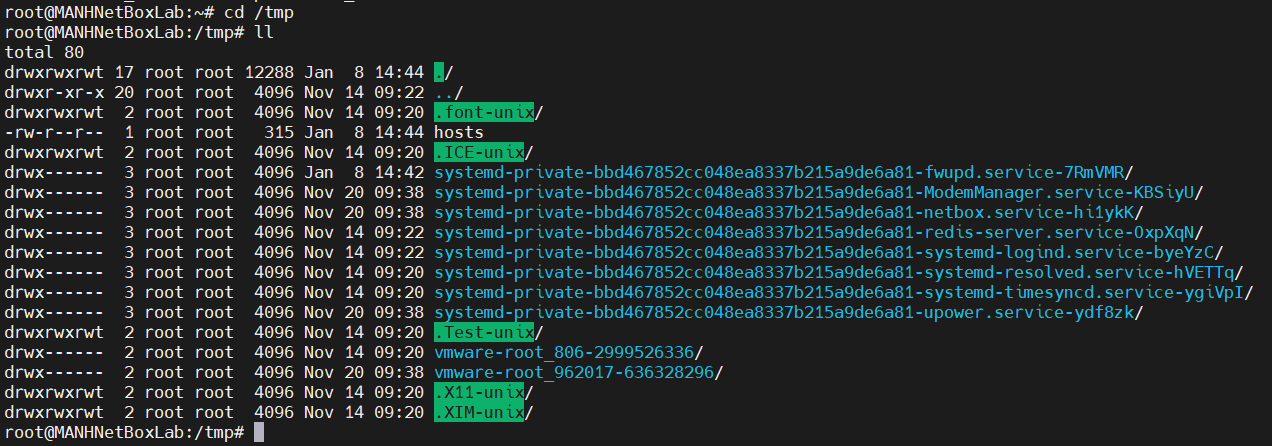 root@MANHNetBoxLab:~# cd /tmp
root@MANHNetBoxLab:/tmp# ll
total 80
drwxrwxrwt 17 root root 12288 Jan  8 14:44 ./
drwxr-xr-x 20 root root  4096 Nov 14 09:22 ../
drwxrwxrwt  2 root root  4096 Nov 14 09:20 .font-unix/
-rw-r--r--  1 root root   315 Jan  8 14:44 hosts
drwxrwxrwt  2 root root  4096 Nov 14 09:20 .ICE-unix/
drwx------  3 root root  4096 Jan  8 14:42 systemd-private-bbd467852cc048ea8337b215a9de6a81-fwupd.service-7RmVMR/
drwx------  3 root root  4096 Nov 20 09:38 systemd-private-bbd467852cc048ea8337b215a9de6a81-ModemManager.service-KBSiyU/
drwx------  3 root root  4096 Nov 20 09:38 systemd-private-bbd467852cc048ea8337b215a9de6a81-netbox.service-hi1ykK/
drwx------  3 root root  4096 Nov 14 09:22 systemd-private-bbd467852cc048ea8337b215a9de6a81-redis-server.service-OxpXqN/
drwx------  3 root root  4096 Nov 14 09:22 systemd-private-bbd467852cc048ea8337b215a9de6a81-systemd-logind.service-byeYzC/
drwx------  3 root root  4096 Nov 14 09:20 systemd-private-bbd467852cc048ea8337b215a9de6a81-systemd-resolved.service-hVETTq/
drwx------  3 root root  4096 Nov 14 09:20 systemd-private-bbd467852cc048ea8337b215a9de6a81-systemd-timesyncd.service-ygiVpI/
drwx------  3 root root  4096 Nov 20 09:38 systemd-private-bbd467852cc048ea8337b215a9de6a81-upower.service-ydf8zk/
drwxrwxrwt  2 root root  4096 Nov 14 09:20 .Test-unix/
drwx------  2 root root  4096 Nov 14 09:20 vmware-root_806-2999526336/
drwx------  2 root root  4096 Nov 20 09:38 vmware-root_962017-636328296/
drwxrwxrwt  2 root root  4096 Nov 14 09:20 .X11-unix/
drwxrwxrwt  2 root root  4096 Nov 14 09:20 .XIM-unix/
root@MANHNetBoxLab:/tmp#